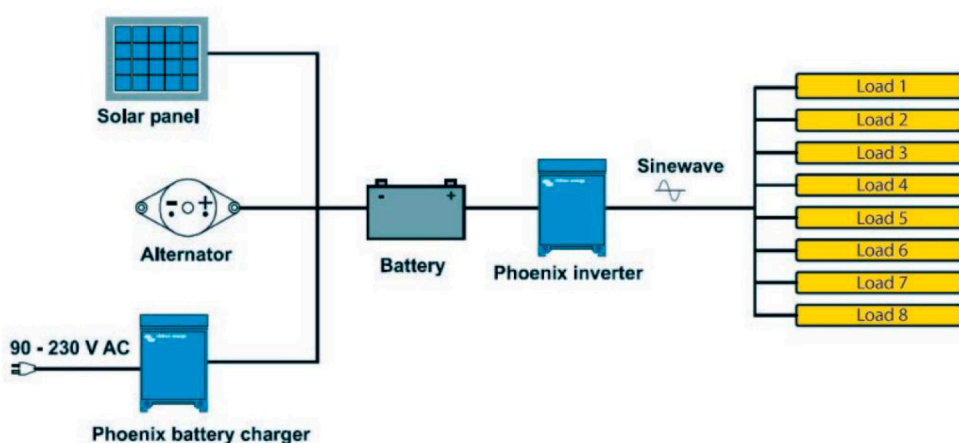 Solar panel
Alternator
90 - 230 V AC
Phoenix battery charger
Battery
Phoenix inverter
Sinewave
Load 1
Load 2
Load 3
Load 4
Load 5
Load 6
Load 7
Load 8